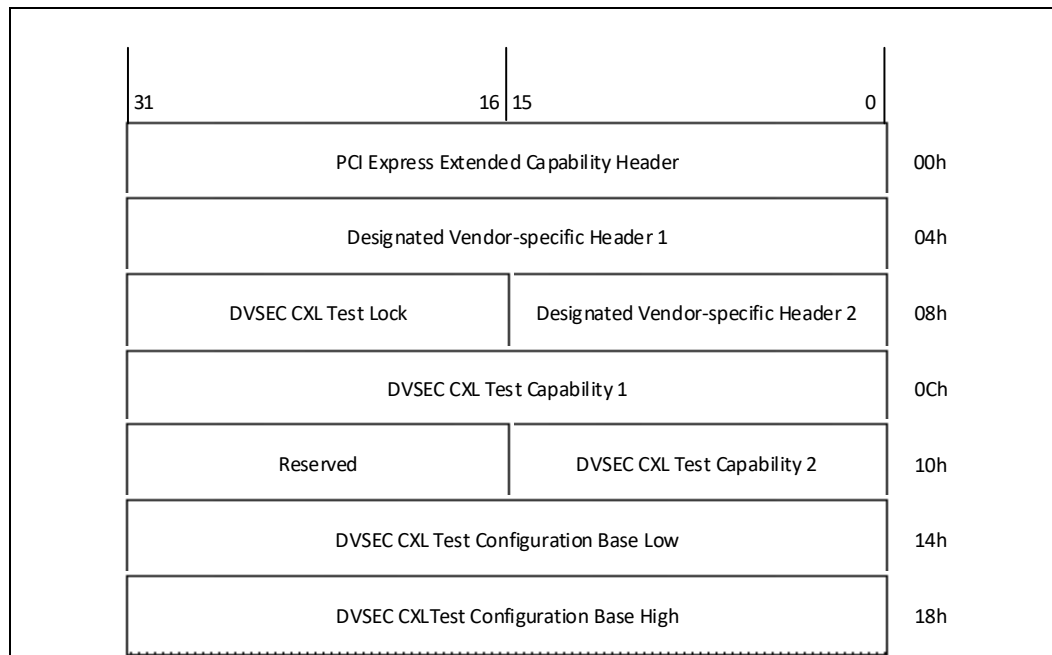 31 16 15 0
PCI Express Extended Capability Header 00h
Designated Vendor-specific Header 1 04h
DVSEC CXL Test Lock Designated Vendor-specific Header 2 08h
DVSEC CXL Test Capability 1 0Ch
Reserved DVSEC CXL Test Capability 2 10h
DVSEC CXL Test Configuration Base Low 14h
DVSEC CXLTest Configuration Base High 18h